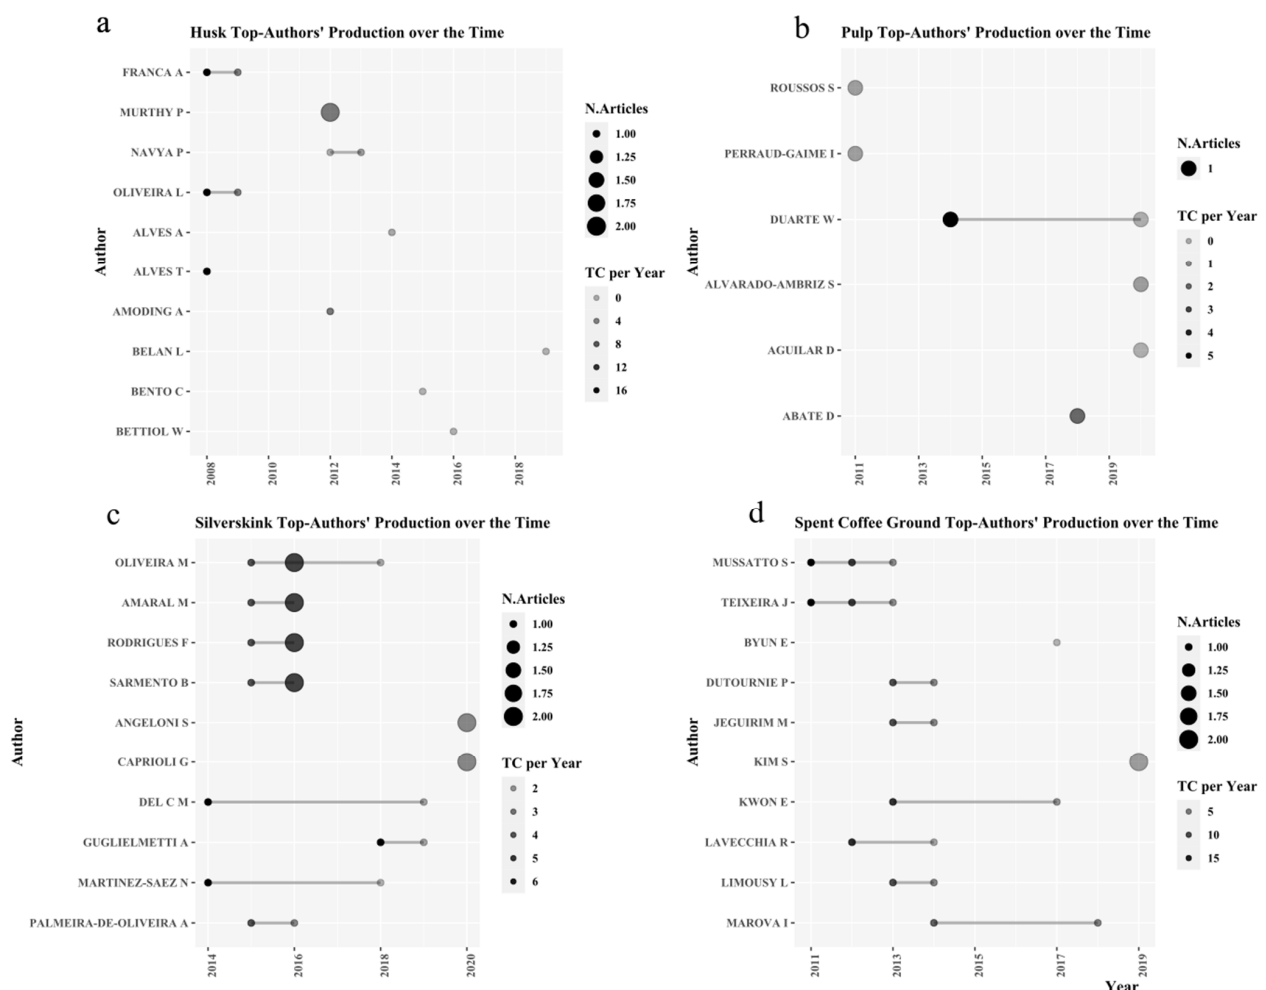 a
Husk Top-Authors' Production over the Time
FRANCA A
MURTHY P
NAVYA P
OLIVEIRA L
ALVES A
ALVES T
AMODING A
BELAN L
BENTO C
BETTIOL W
Author
2008
2010
2012
2014
2016
2018
N.Articles
1.00
1.25
1.50
1.75
2.00
TC per Year
0
4
8
12
16
b
Pulp Top-Authors' Production over the Time
ROUSSOS S
PERRAUD-GAIME I
DUARTE W
ALVARADO-AMBRIZ S
AGUILAR D
ABATE D
Author
2011
2013
2015
2017
2019
N.Articles
1
TC per Year
0
1
2
3
4
5
c
Silverskink Top-Authors' Production over the Time
OLIVEIRA M
AMARAL M
RODRIGUES F
SARMENTO B
ANGELONI S
CAPRIOLI G
DEL C M
GUGLIELMETTI A
MARTINEZ-SAEZ N
PALMEIRA-DE-OLIVEIRA A
Author
2014
2016
2018
2020
N.Articles
1.00
1.25
1.50
1.75
2.00
TC per Year
2
3
4
5
6
d
Spent Coffee Ground Top-Authors' Production over the Time
MUSSATTO S
TEIXEIRA J
BYUN E
DUTOURNIE P
JEGUIRIM M
KIM S
KWON E
LAVECCHIA R
LIMOUSY L
MAROVA I
Author
2011
2013
2015
2017
2019
Year
N.Articles
1.00
1.25
1.50
1.75
2.00
TC per Year
5
10
15